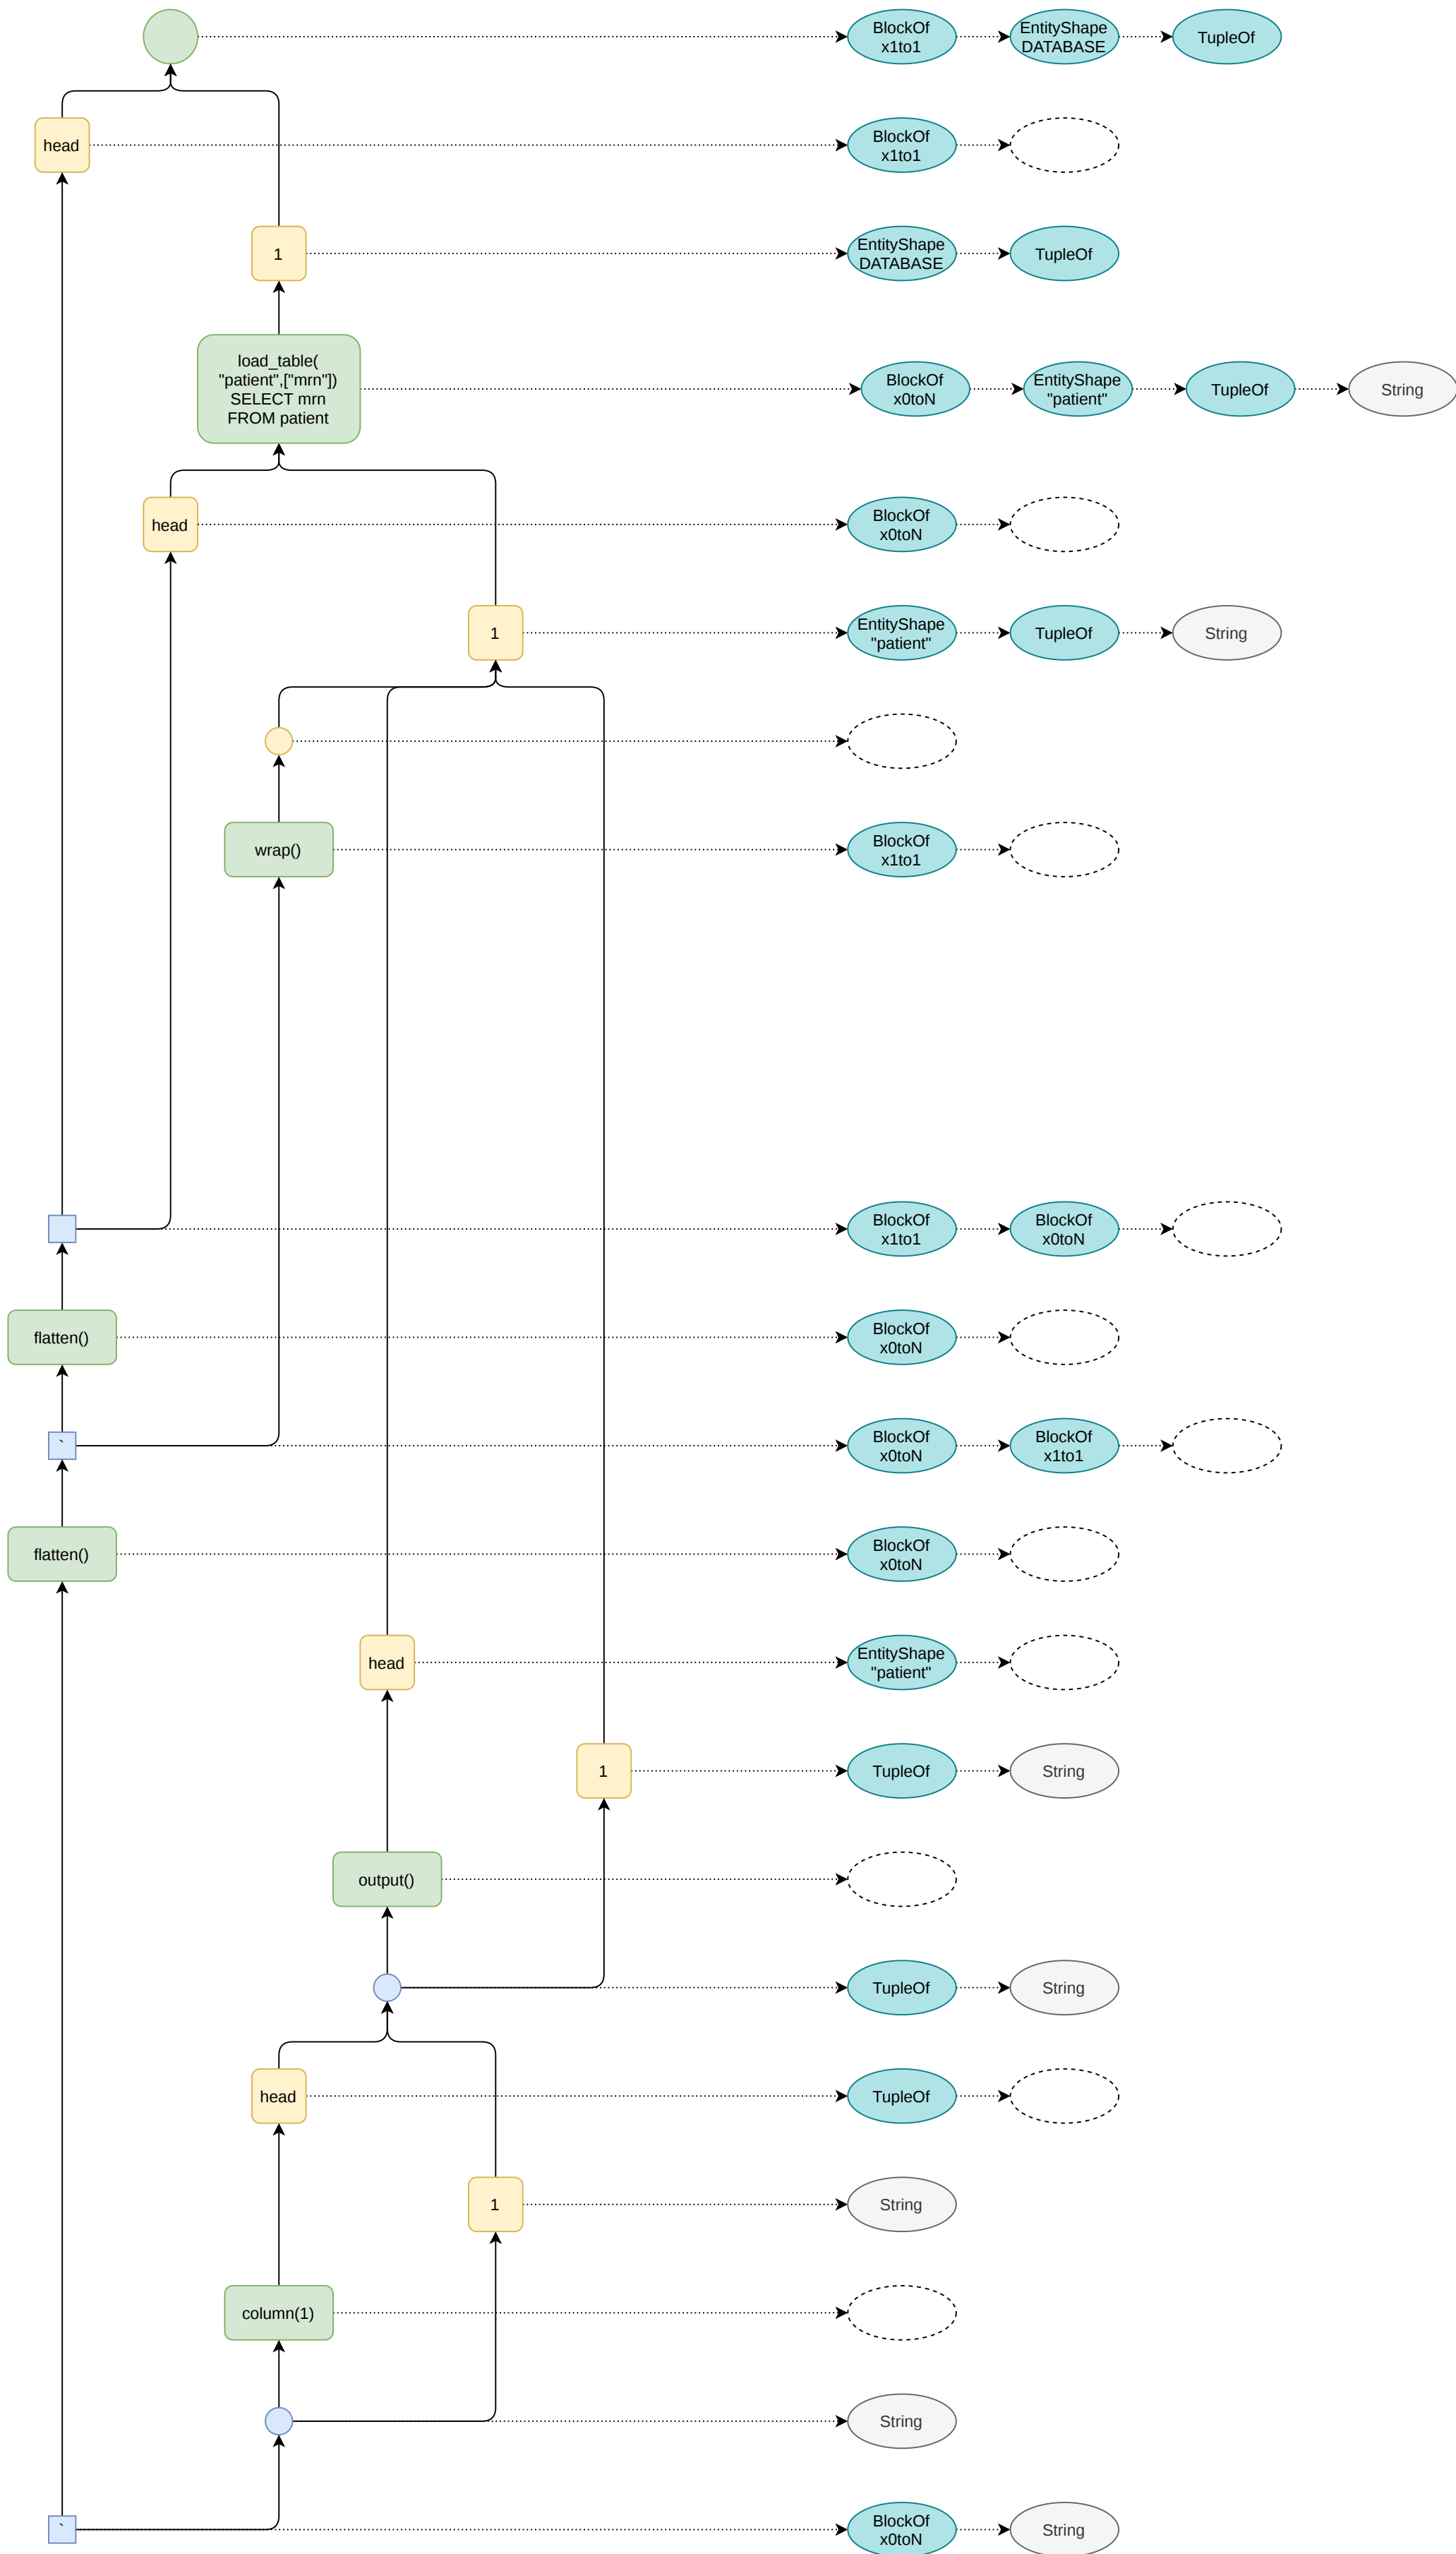 BlockOf
x1to1
EntityShape
DATABASE
TupleOf
head
BlockOf
x1to1
1
EntityShape
DATABASE
TupleOf
load_table(
"patient",["mrn"])
SELECT mrn
FROM patient
BlockOf
x0toN
EntityShape
"patient"
TupleOf
String
head
BlockOf
x0toN
1
EntityShape
"patient"
TupleOf
String
wrap()
BlockOf
x1to1
BlockOf
x1to1
BlockOf
x0toN
flatten()
BlockOf
x0toN
`
BlockOf
x0toN
BlockOf
x1to1
flatten()
BlockOf
x0toN
head
EntityShape
"patient"
1
TupleOf
String
output()
TupleOf
String
head
TupleOf
1
String
column(1)
String
`
BlockOf
x0toN
String